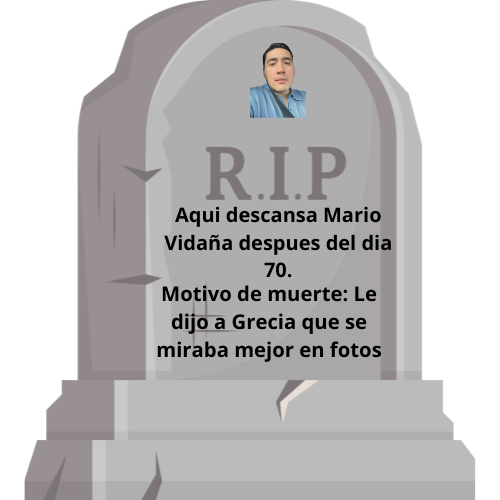 R.I.P
Aqui descansa Mario
Vidaña despues del dia
70.
Motivo de muerte: Le
dijo a Grecia que se
miraba mejor en fotos